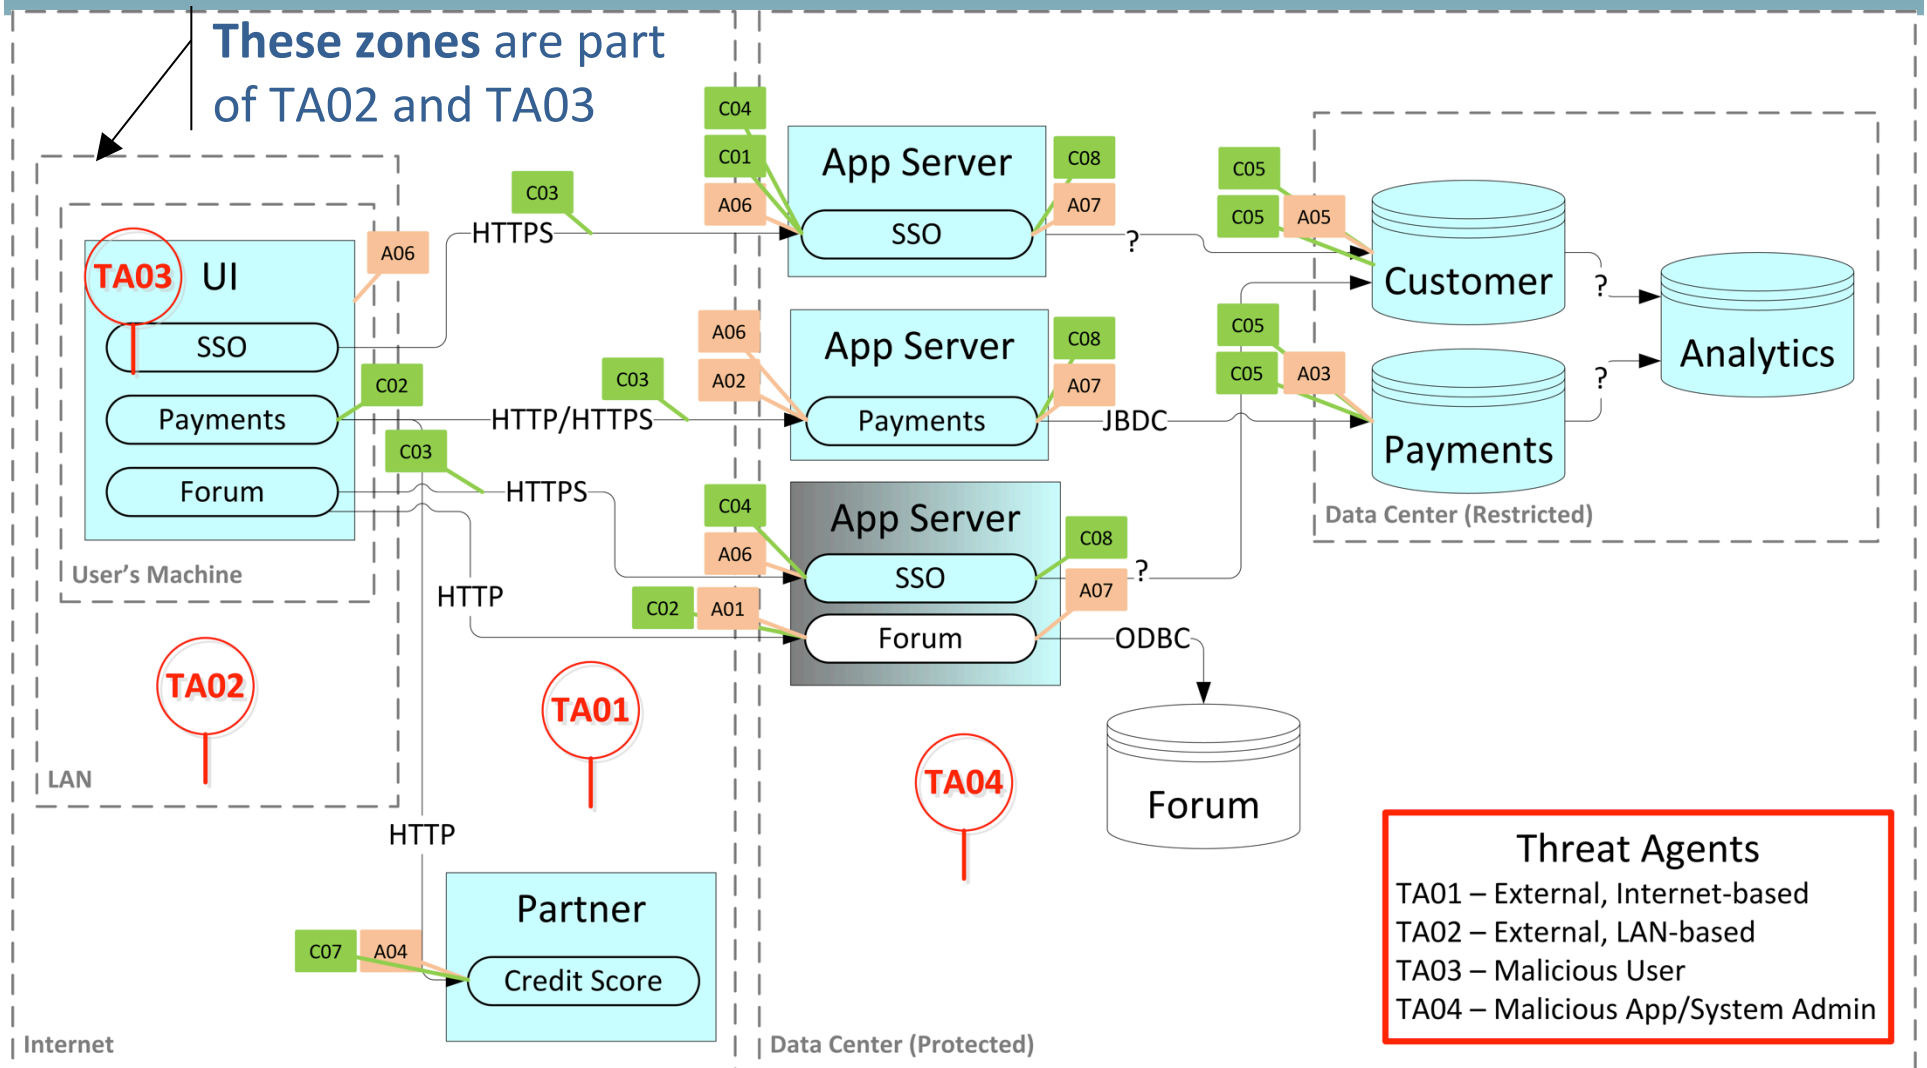 These zones are part
of TA02 and TA03
C04
C01
A06
App Server
SSO
C08
A07
C05
C05
A05
Customer
?
?
Analytics
C03
HTTPS
A06
TA03
UI
SSO
Payments
Forum
C02
C03
HTTP/HTTPS
A06
A02
App Server
Payments
C08
A07
JBDC
C05
C05
A03
Payments
?
Data Center (Restricted)
C03
HTTPS
User's Machine
HTTP
C04
A06
App Server
SSO
C08
?
C02
A01
Forum
A07
ODBC
TA02
TA01
TA04
Forum
LAN
HTTP
Partner
Credit Score
C07
A04
Internet
Data Center (Protected)
Threat Agents
TA01 – External, Internet-based
TA02 – External, LAN-based
TA03 – Malicious User
TA04 – Malicious App/System Admin